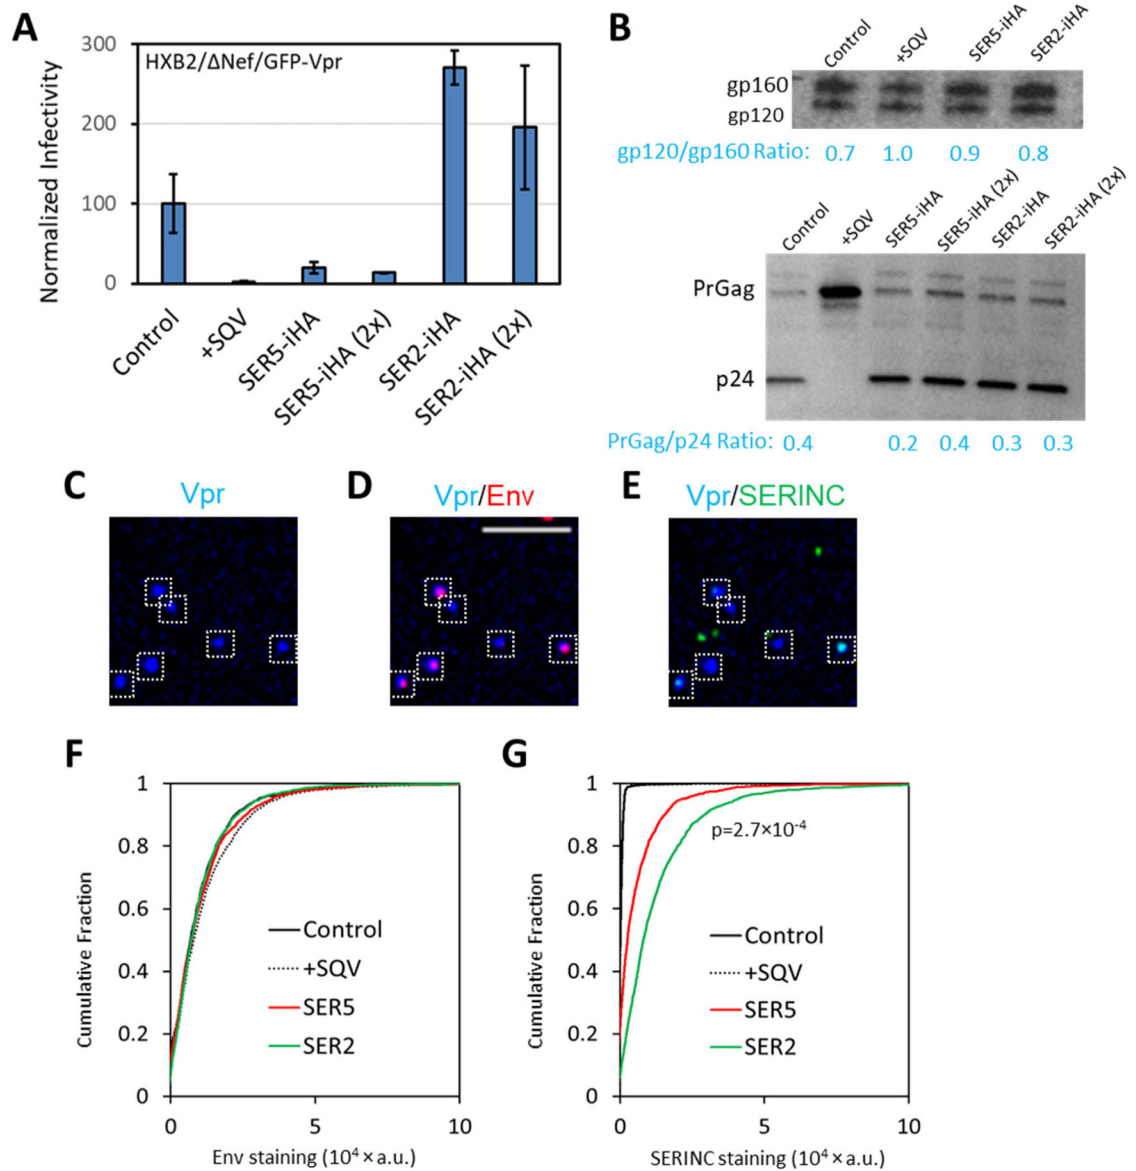 A
HXB2/ΔNef/GFP-Vpr
Normalized Infectivity
300
200
100
0
Control
+SQV
SER5-iHA
SER5-iHA (2x)
SER2-iHA
SER2-iHA (2x)
B
Control
+SQV
SER5-iHA
SER2-iHA
gp160
gp120
gp120/gp160 Ratio: 0.7 1.0 0.9 0.8
Control
+SQV
SER5-iHA
SER5-iHA (2x)
SER2-iHA
SER2-iHA (2x)
PrGag
p24
PrGag/p24 Ratio: 0.4 0.2 0.4 0.3 0.3
C
Vpr
D
Vpr/Env
E
Vpr/SERINC
F
Cumulative Fraction
1
0.8
0.6
0.4
0.2
0
Control
+SQV
SER5
SER2
0 5 10
Env staining (10⁴ × a.u.)
G
Cumulative Fraction
1
0.8
0.6
0.4
0.2
0
p=2.7×10⁻⁴
Control
+SQV
SER5
SER2
0 5 10
SERINC staining (10⁴ × a.u.)